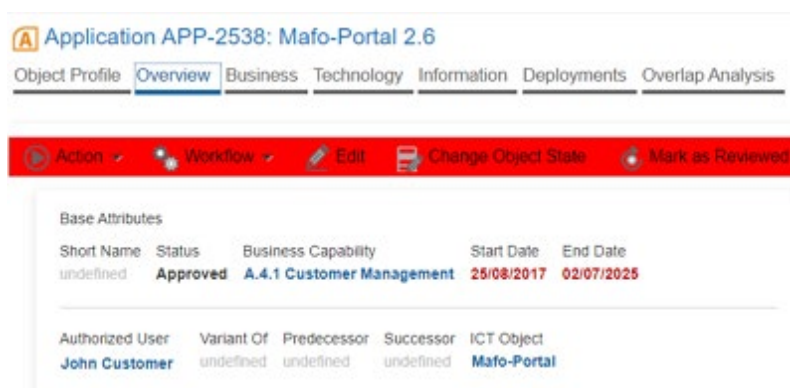 A Application APP-2538: Mafo-Portal 2.6
Object Profile Overview Business Technology Information Deployments Overlap Analysis
Action Workflow Edit Change Object State Mark as Reviewed
Base Attributes
Short Name Status Business Capability Start Date End Date
undefined Approved A.4.1 Customer Management 25/08/2017 02/07/2025
Authorized User Variant Of Predecessor Successor ICT Object
John Customer undefined undefined undefined Mafo-Portal